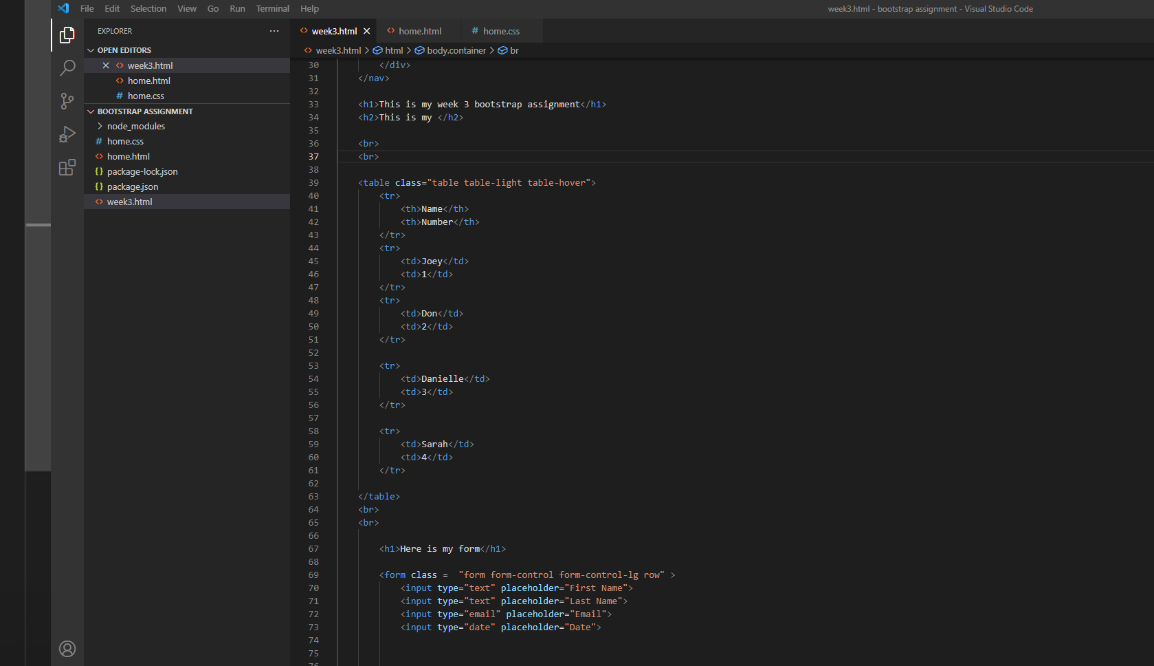 File Edit Selection View Go Run Terminal Help
week3.html - bootstrap assignment - Visual Studio Code
EXPLORER
OPEN EDITORS
week3.html
home.html
# home.css
BOOTSTRAP ASSIGNMENT
node_modules
# home.css
home.html
{} package-lock.json
{} package.json
week3.html
week3.html home.html # home.css
week3.html > html > body.container > br
30 </div>
31 </nav>
32
33 <h1>This is my week 3 bootstrap assignment</h1>
34 <h2>This is my </h2>
35
36 <br>
37 <br>
38
39 <table class="table table-light table-hover">
40 <tr>
41 <th>Name</th>
42 <th>Number</th>
43 </tr>
44 <tr>
45 <td>Joey</td>
46 <td>1</td>
47 </tr>
48 <tr>
49 <td>Don</td>
50 <td>2</td>
51 </tr>
52
53 <tr>
54 <td>Danielle</td>
55 <td>3</td>
56 </tr>
57
58 <tr>
59 <td>Sarah</td>
60 <td>4</td>
61 </tr>
62
63 </table>
64 <br>
65 <br>
66
67 <h1>Here is my form</h1>
68
69 <form class =  "form form-control form-control-lg row" >
70 <input type="text" placeholder="First Name">
71 <input type="text" placeholder="Last Name">
72 <input type="email" placeholder="Email">
73 <input type="date" placeholder="Date">
74
75
76